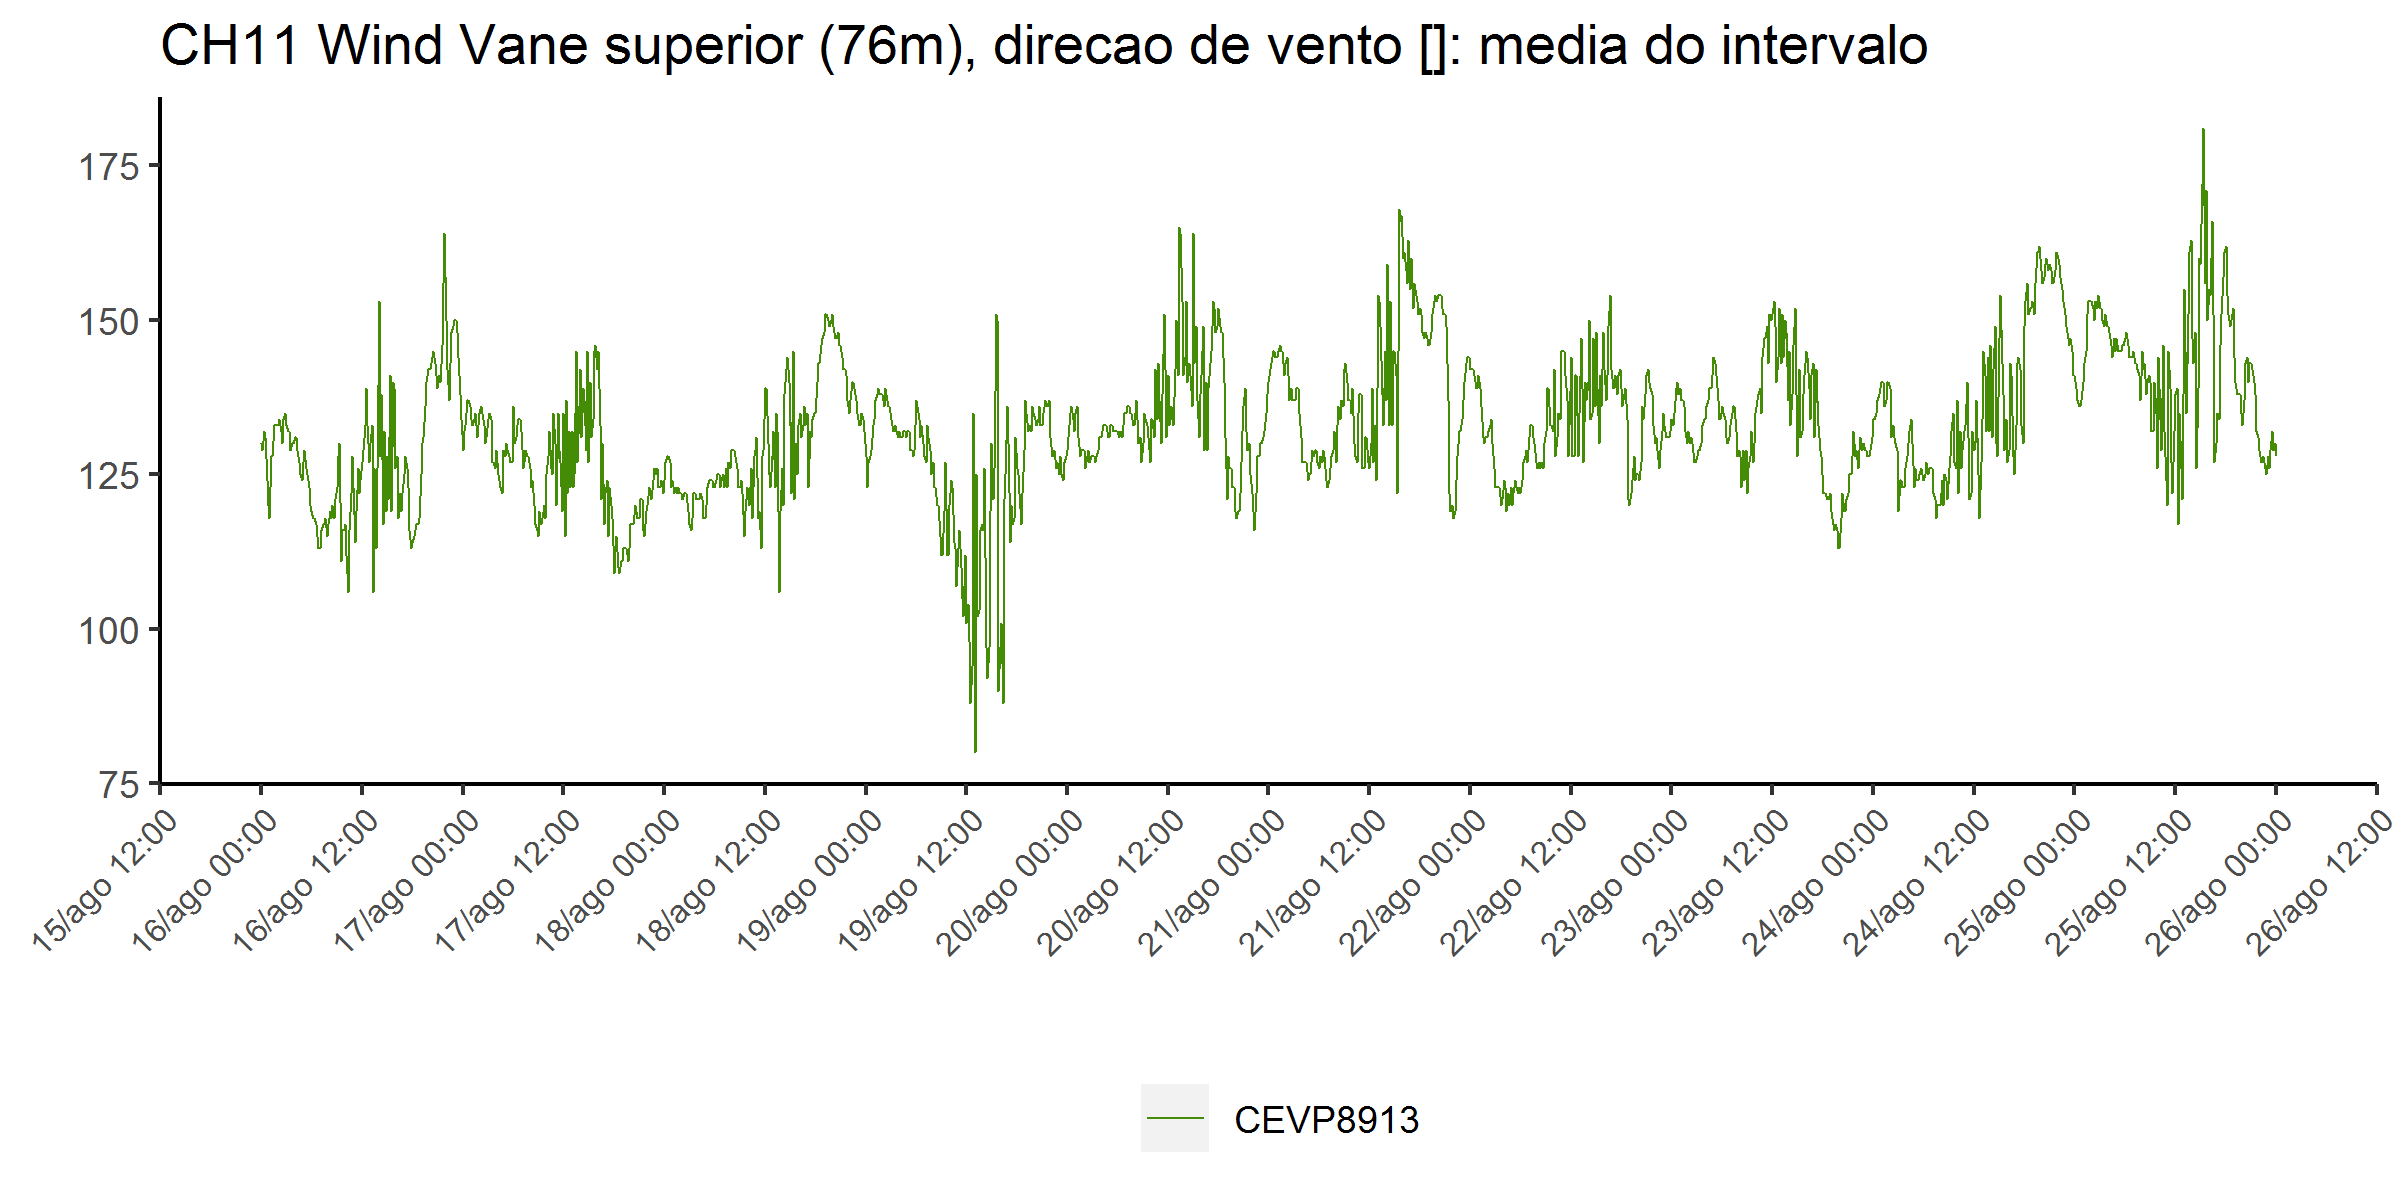 CH11 Wind Vane superior (76m), direcao de vento []: media do intervalo
175
150
125
100
75
15/ago 12:00
16/ago 00:00
16/ago 12:00
17/ago 00:00
17/ago 12:00
18/ago 00:00
18/ago 12:00
19/ago 00:00
19/ago 12:00
20/ago 00:00
20/ago 12:00
21/ago 00:00
21/ago 12:00
22/ago 00:00
22/ago 12:00
23/ago 00:00
23/ago 12:00
24/ago 00:00
24/ago 12:00
25/ago 00:00
25/ago 12:00
26/ago 00:00
26/ago 12:00
CEVP8913